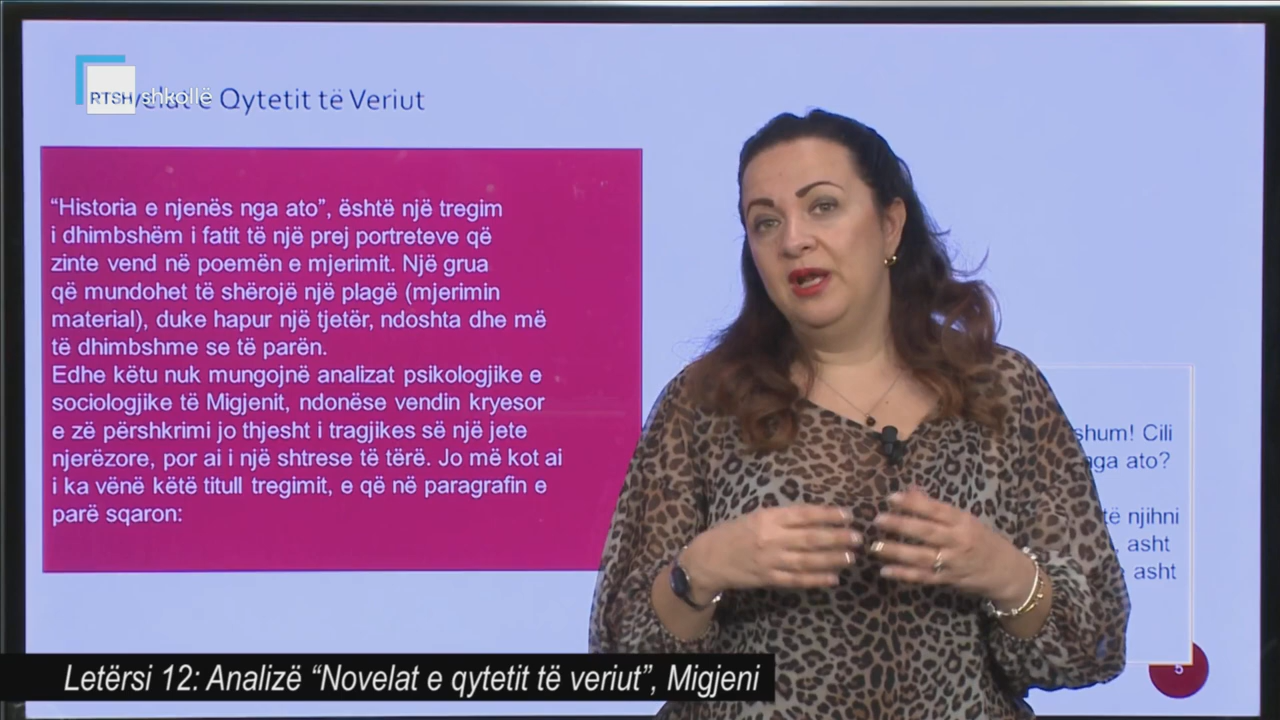 RTSH shkollë
e Qytetit të Veriut
“Historia e njenës nga ato”, është një tregim
i dhimbshëm i fatit të një prej portreteve që
zinte vend në poemën e mjerimit. Një grua
që mundohet të shërojë një plagë (mjerimin
material), duke hapur një tjetër, ndoshta dhe më
të dhimbshme se të parën.
Edhe këtu nuk mungojnë analizat psikologjike e
sociologjike të Migjenit, ndonëse vendin kryesor
e zë përshkrimi jo thjesht i tragjikes së një jete
njerëzore, por ai i një shtrese të tërë. Jo më kot ai
i ka vënë këtë titull tregimit, e që në paragrafin e
parë sqaron:
shum! Cili
nga ato?
të njihni
, asht
asht
5
Letërsi 12: Analizë “Novelat e qytetit të veriut”, Migjeni